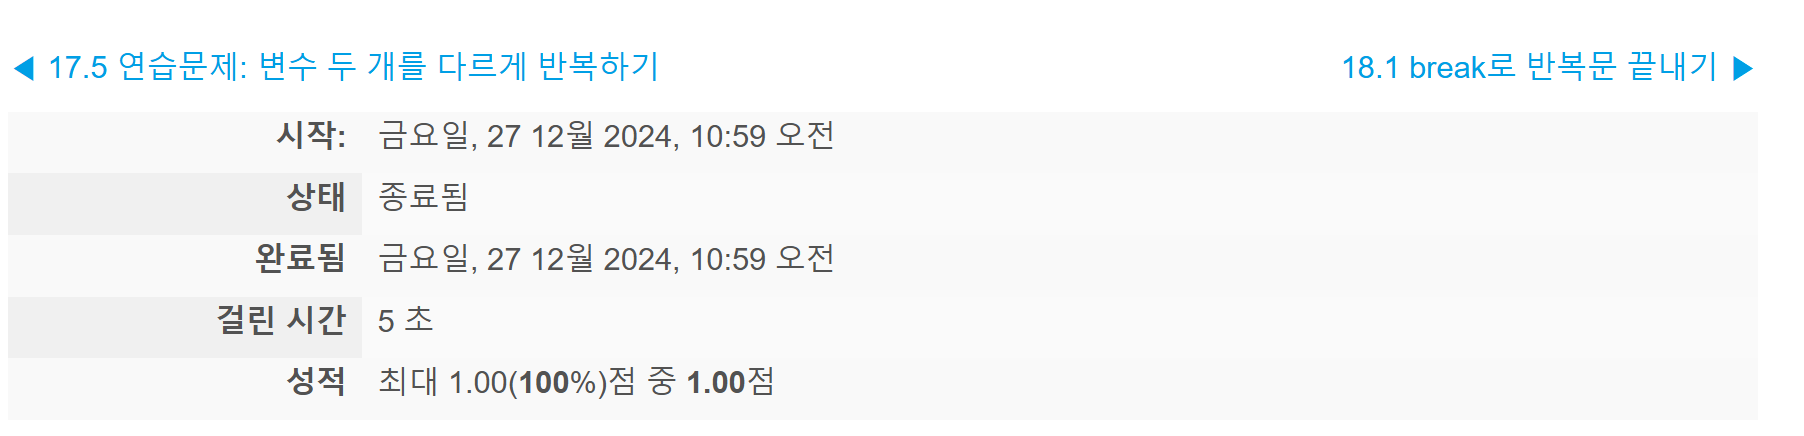 ◀ 17.5 연습문제: 변수 두 개를 다르게 반복하기
18.1 break로 반복문 끝내기 ▶
시작: 금요일, 27 12월 2024, 10:59 오전
상태 종료됨
완료됨 금요일, 27 12월 2024, 10:59 오전
걸린 시간 5 초
성적 최대 1.00(100%)점 중 1.00점